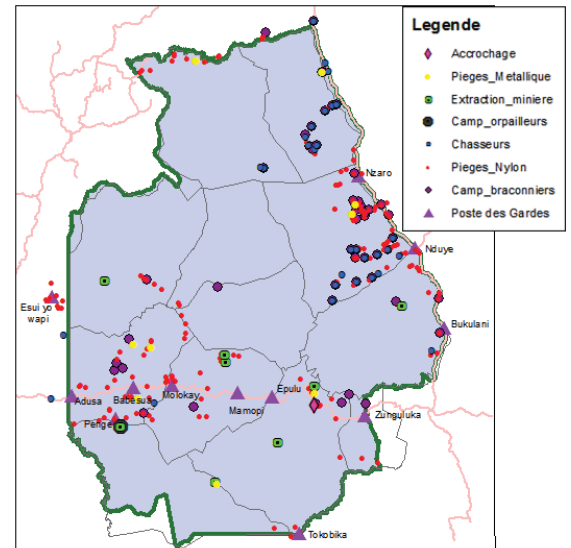 Legende
Accrochage
Pieges_Metallique
Extraction_miniere
Camp_orpailleurs
Chasseurs
Pieges_Nylon
Camp_braconniers
Poste des Gardes
Nzaro
Nduye
Esui yo
wapi
Bukulani
Epulu
Molokay
Babesua
Adusa
Mamopi
Zunguluka
Penge
Tokobika